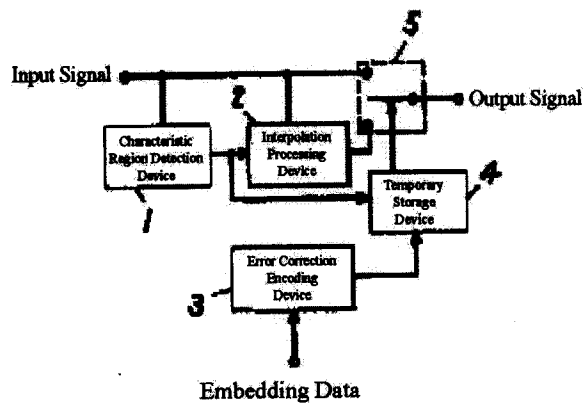 5
Input Signal
Output Signal
2
Characteristic
Region Detection
Device
Interpolation
Processing
Device
1
Temporary
Storage
Device
4
Error Correction
Encoding
Device
3
Embedding Data